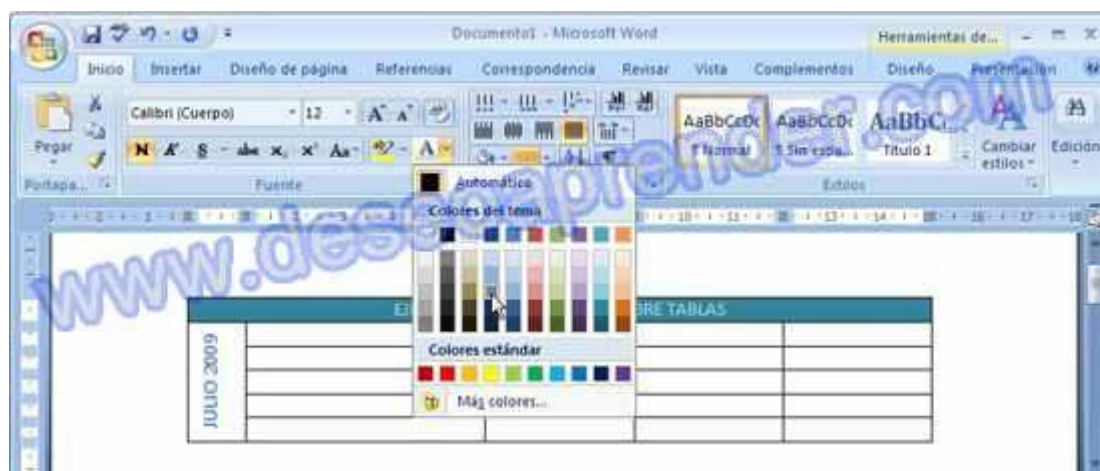 Documento1 - Microsoft Word
Herramientas de...
Inicio Insertar Diseño de página Referencias Correspondencia Revisar Vista Complementos Diseño Presentación
Pegar
Calibri (Cuerpo) 12
N K S abc x, x² Aa A
AaBbCcDc AaBbCcDc AaBbC
¶ Normal ¶ Sin espa... Título 1
Cambiar estilos
Edición
Portapa... Fuente Estilos
Automático
Colores del tema
Colores estándar
Más colores...
BRE TABLAS
JULIO 2009
www.deseoaprender.com